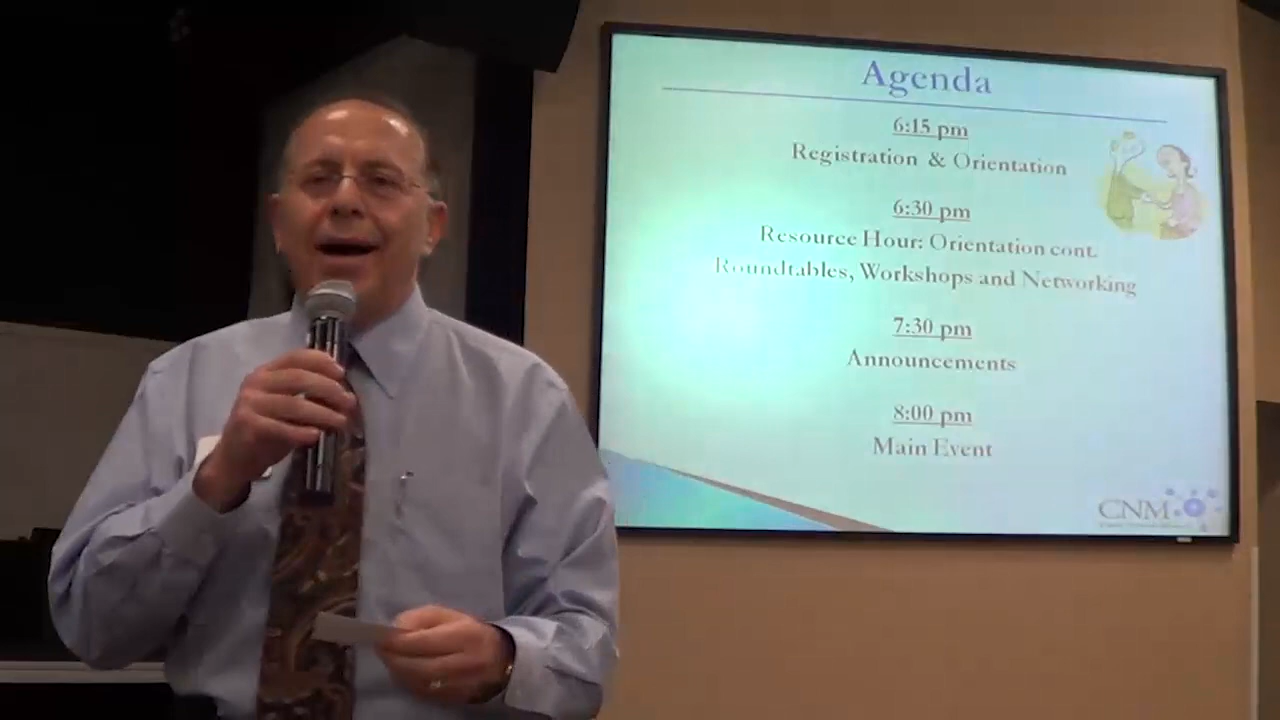 Agenda
6:15 pm
Registration & Orientation
6:30 pm
Resource Hour: Orientation cont.
Roundtables, Workshops and Networking
7:30 pm
Announcements
8:00 pm
Main Event
CNM